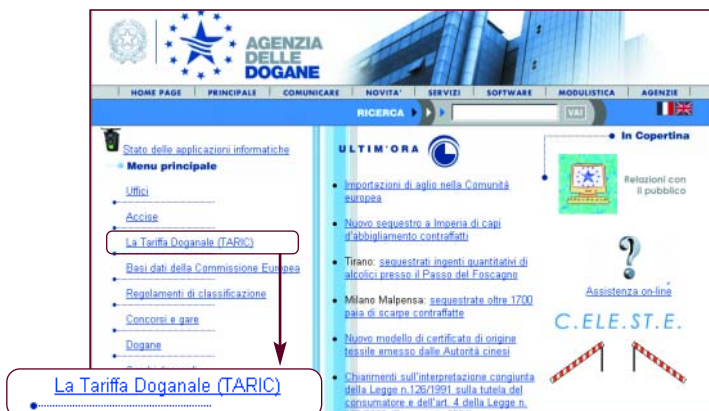 AGENZIA
DELLE
DOGANE
HOME PAGE PRINCIPALE COMUNICARE NOVITA' SERVIZI SOFTWARE MODULISTICA AGENZIE
RICERCA VAI
Stato delle applicazioni informatiche
Menu principale
Uffici
Accise
La Tariffa Doganale (TARIC)
Basi dati della Commissione Europea
Regolamenti di classificazione
Concorsi e gare
Dogane
La Tariffa Doganale (TARIC)
ULTIM'ORA
Importazioni di aglio nella Comunità
europea
Nuovo sequestro a Imperia di capi
d'abbigliamento contraffatti
Tirano: sequestrati ingenti quantitativi di
alcolici presso il Passo del Foscagno
Milano Malpensa: sequestrate oltre 1700
paia di scarpe contraffatte
Nuovo modello di certificato di origine
tessile emesso dalle Autorità cinesi
Chiarimenti sull'interpretazione congiunta
della Legge n.126/1991 sulla tutela del
consumatore e dell'art. 4 della Legge n.
In Copertina
Relazioni con
il pubblico
Assistenza on-line
C.ELE.ST.E.